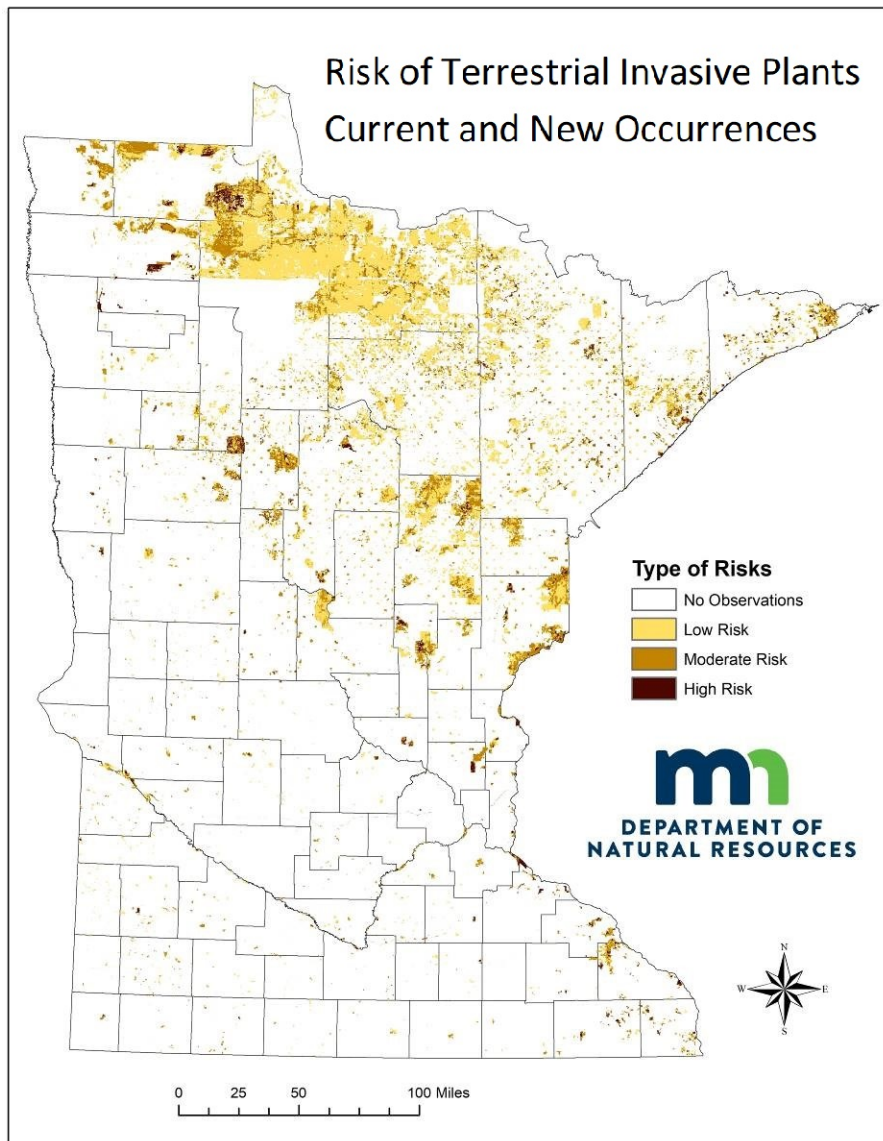 Risk of Terrestrial Invasive Plants
Current and New Occurrences
Type of Risks
No Observations
Low Risk
Moderate Risk
High Risk
mn
DEPARTMENT OF
NATURAL RESOURCES
N
W E
S
0 25 50 100 Miles